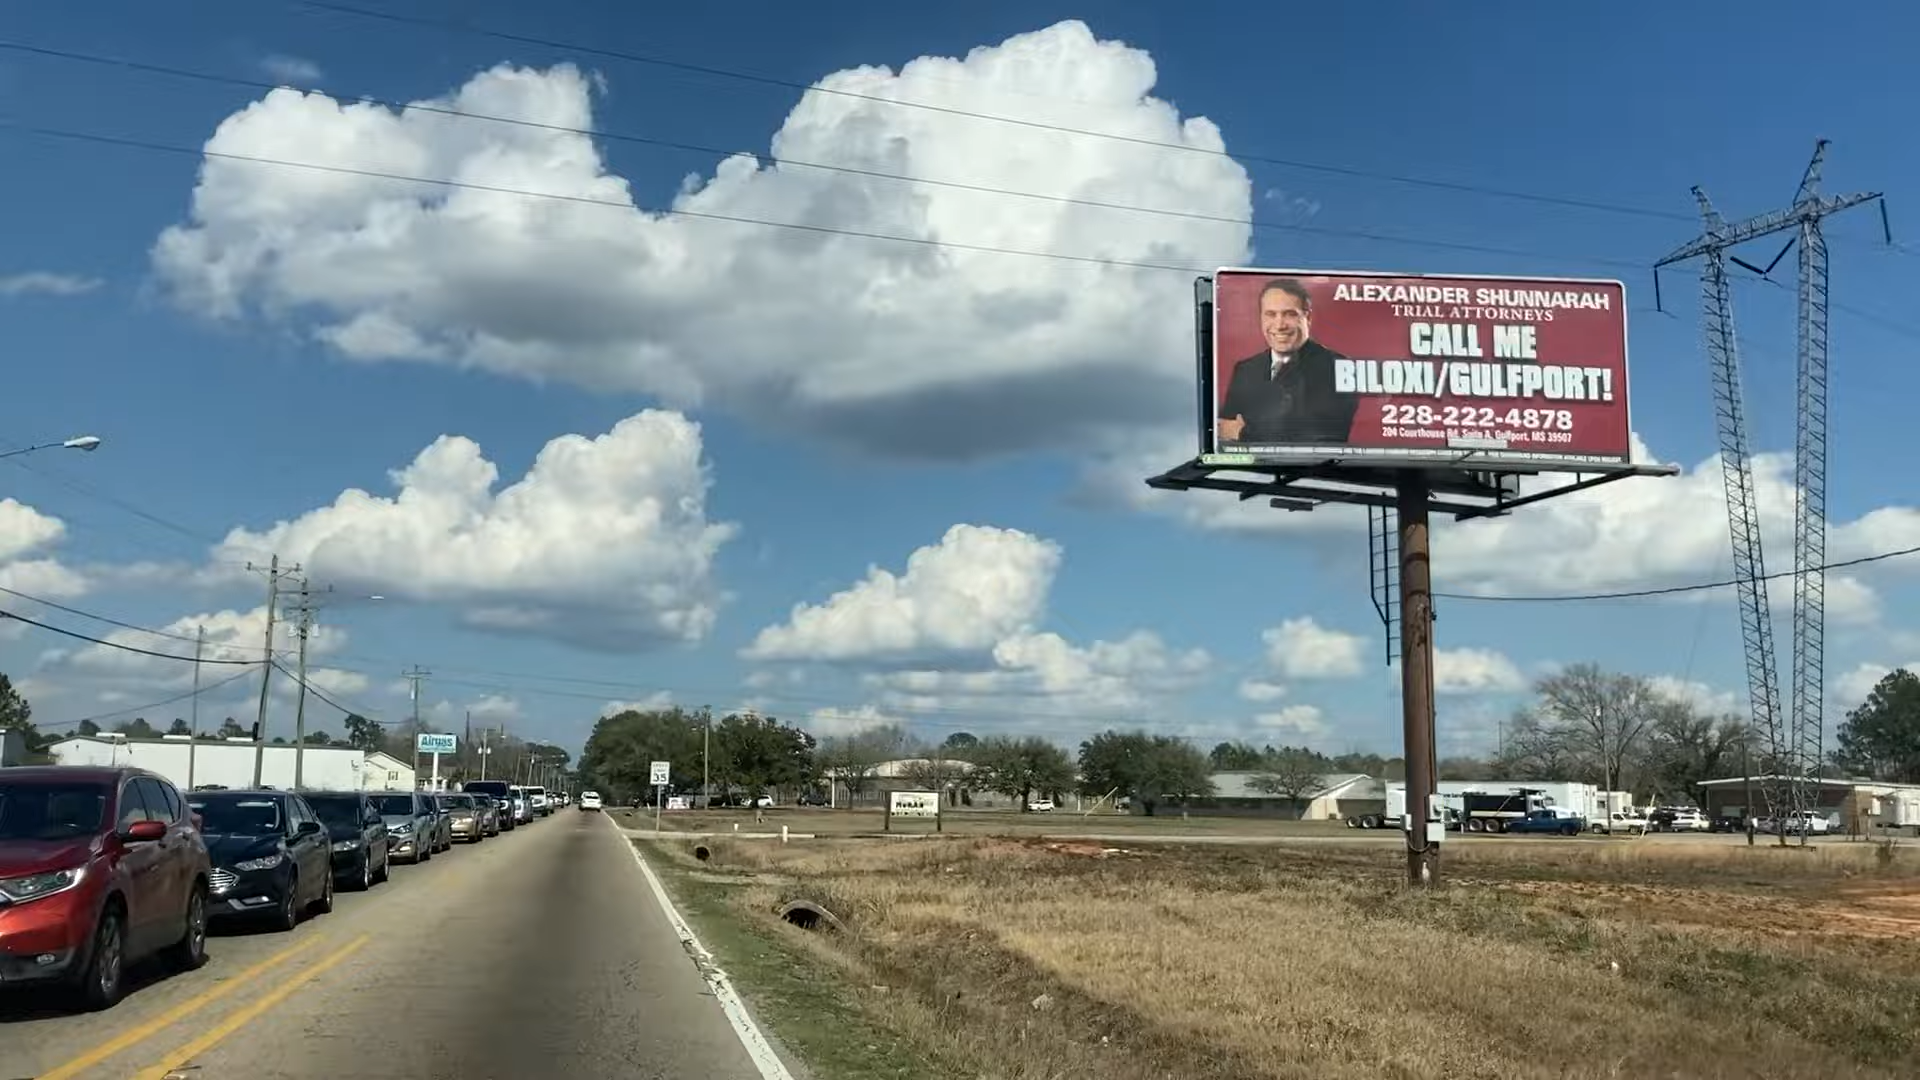 ALEXANDER SHUNNARAH
TRIAL ATTORNEYS
CALL ME
BILOXI/GULFPORT!
228-222-4878
204 Courthouse Rd, Suite A, Gulfport, MS 39507
Airgas
35